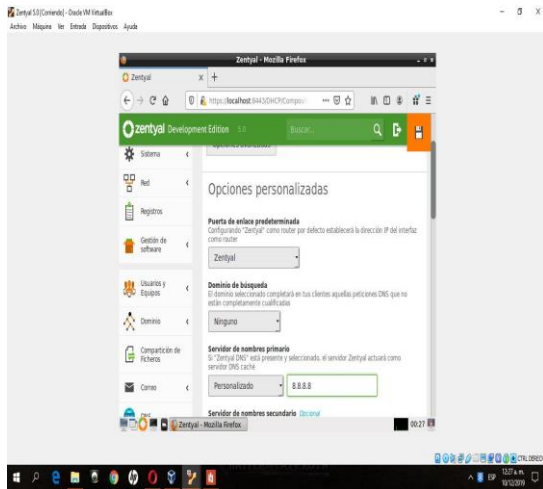 Zentyal 5.0 [Corriendo] - Oracle VM VirtualBox
Archivo Máquina Ver Entrada Dispositivos Ayuda
Zentyal - Mozilla Firefox
Zentyal
https://localhost:8443/DHCP/Compos
zentyal Development Edition 5.0
Buscar...
Sistema
Red
Registros
Gestión de software
Usuarios y Equipos
Dominio
Compartición de Ficheros
Correo
DNS
Opciones personalizadas
Puerta de enlace predeterminada
Configurando "Zentyal" como router por defecto establecerá la dirección IP del interfaz
como router
Zentyal
Dominio de búsqueda
El dominio seleccionado completará en tus clientes aquellas peticiones DNS que no
están completamente cualificadas
Ninguno
Servidor de nombres primario
Si "Zentyal DNS" está presente y seleccionado, el servidor Zentyal actuará como
servidor DNS caché
Personalizado 8.8.8.8
Servidor de nombres secundario Opcional
Zentyal - Mozilla Firefox
00:27
CTRL DERECHO
ESP
12:27 a. m.
10/12/2019